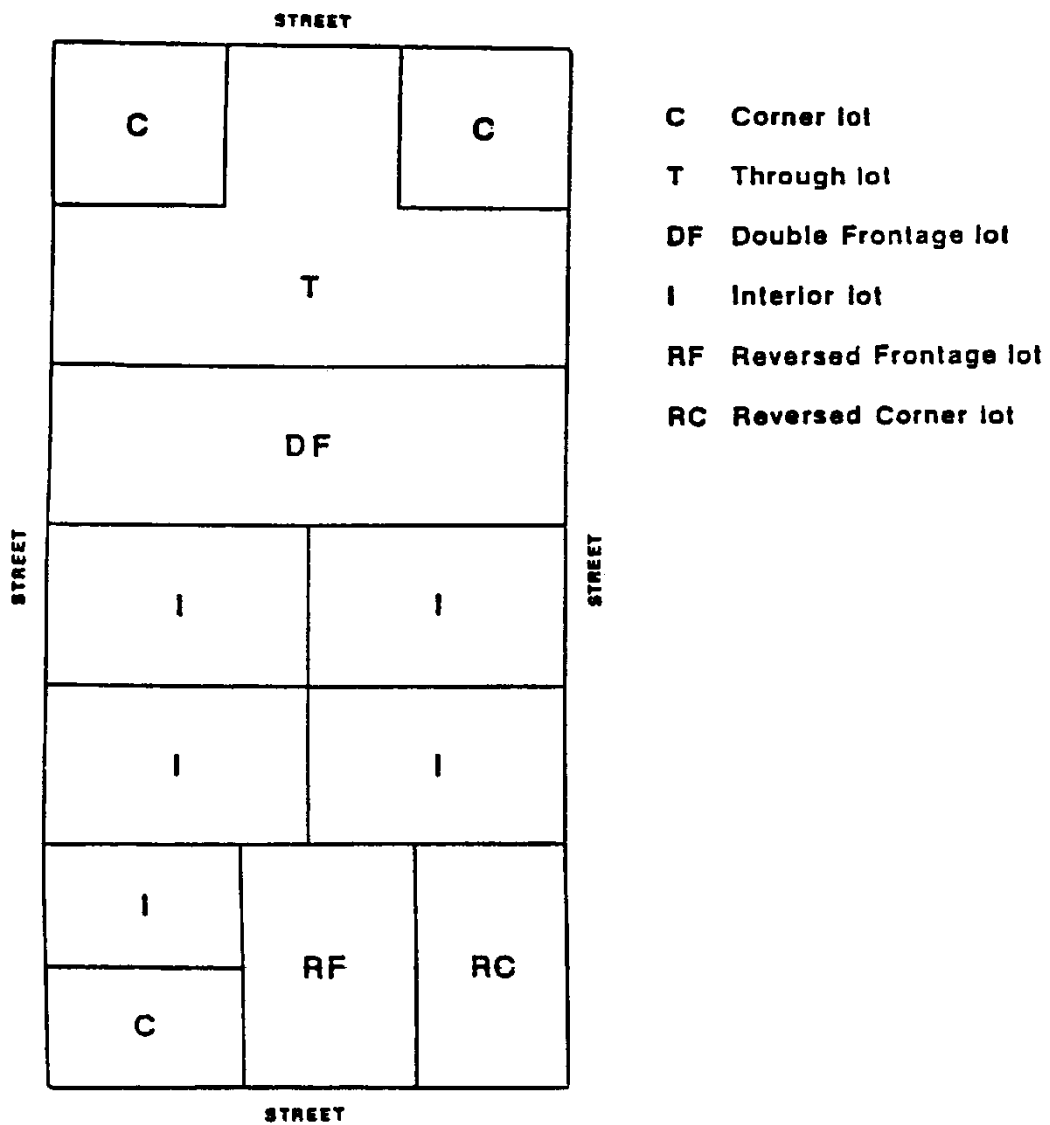 STREET
C
C
T
DF
STREET
STREET
I
I
I
I
I
RF
RC
C
STREET
C Corner lot
T Through lot
DF Double Frontage lot
I Interior lot
RF Reversed Frontage lot
RC Reversed Corner lot